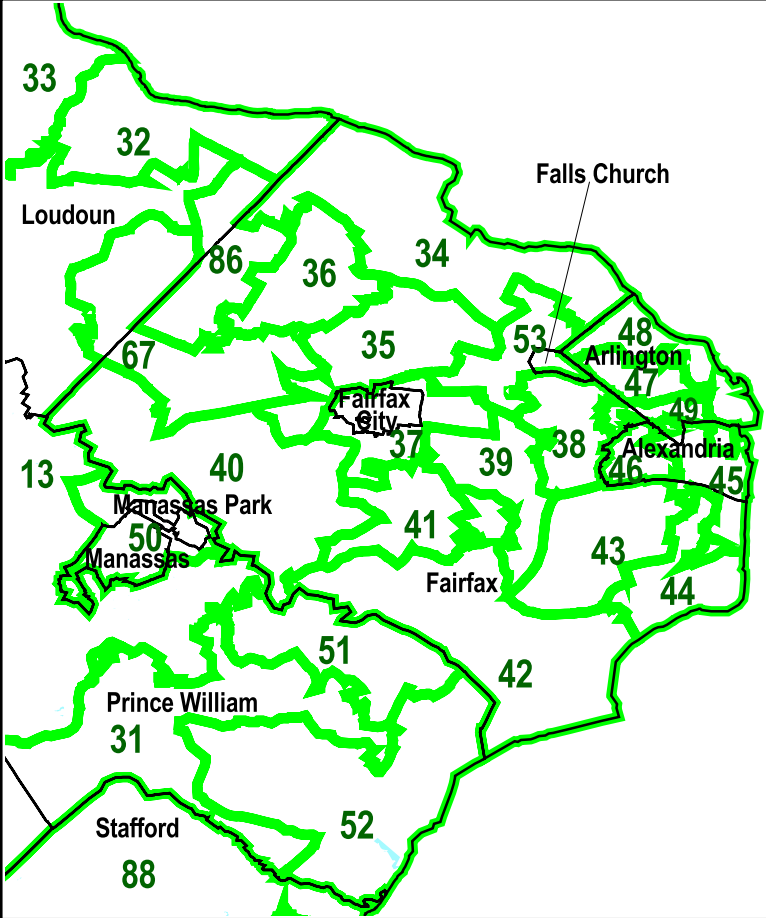 33
32
Falls Church
Loudoun
34
86
36
48
53
35
67
Arlington
47
Fairfax
City
49
37
38
Alexandria
39
40
46
13
45
Manassas Park
41
50
43
Manassas
Fairfax
44
51
42
Prince William
31
52
Stafford
88